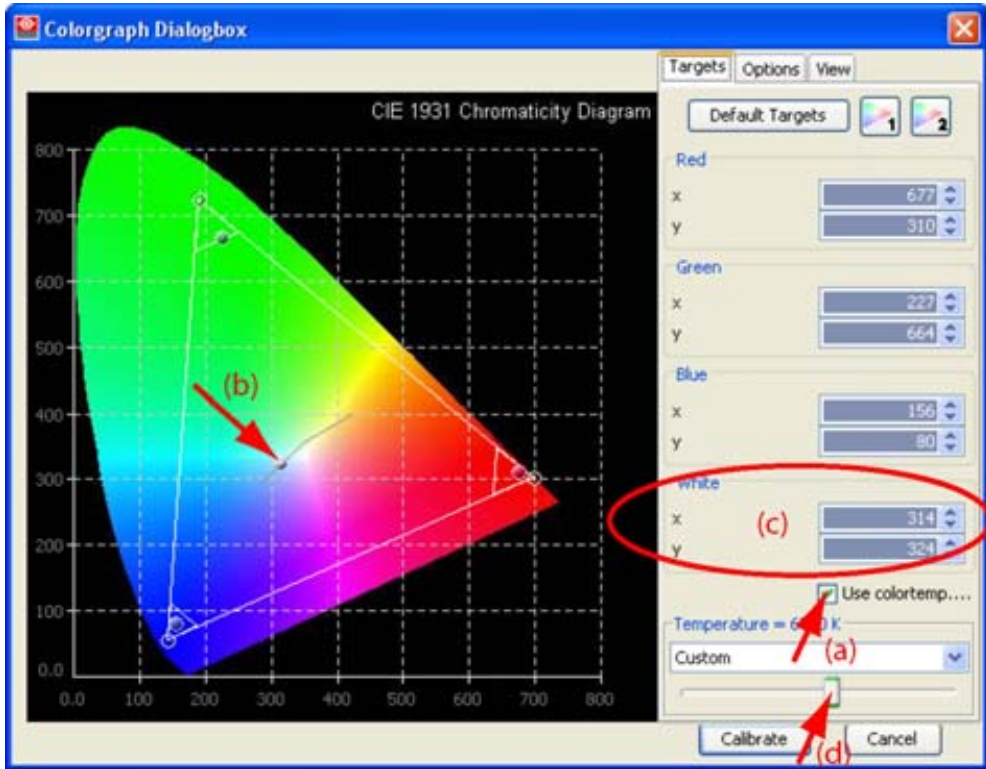 Colorgraph Dialogbox
Targets Options View
CIE 1931 Chromaticity Diagram
Default Targets 1 2
Red
x 677
y 310
Green
x 227
y 664
Blue
x 156
y 80
White
x 314
y 324
(c)
Use colortemp....
(a)
Temperature = K
Custom
(d)
Calibrate Cancel
(b)
800
700
600
500
400
300
200
100
0.0
0.0 100 200 300 400 500 600 700 800